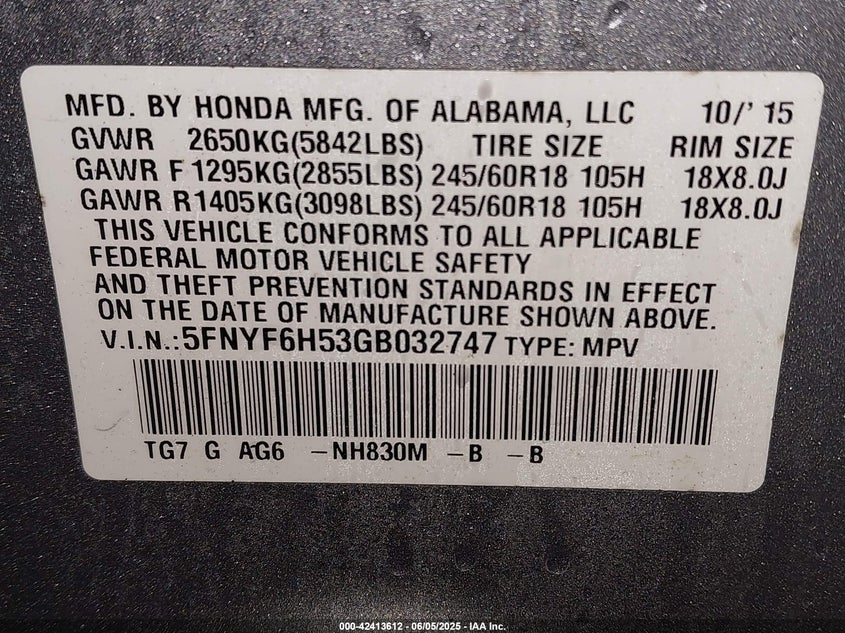 MFD. BY HONDA MFG. OF ALABAMA, LLC 10/' 15
GVWR 2650KG(5842LBS) TIRE SIZE RIM SIZE
GAWR F 1295KG(2855LBS) 245/60R18 105H 18X8.0J
GAWR R1405KG(3098LBS) 245/60R18 105H 18X8.0J
THIS VEHICLE CONFORMS TO ALL APPLICABLE
FEDERAL MOTOR VEHICLE SAFETY
AND THEFT PREVENTION STANDARDS IN EFFECT
ON THE DATE OF MANUFACTURE SHOWN ABOVE.
V.I.N.:5FNYF6H53GB032747 TYPE: MPV
TG7 G AG6 -NH830M -B -B
000-42413612 - 06/05/2025 - IAA Inc.